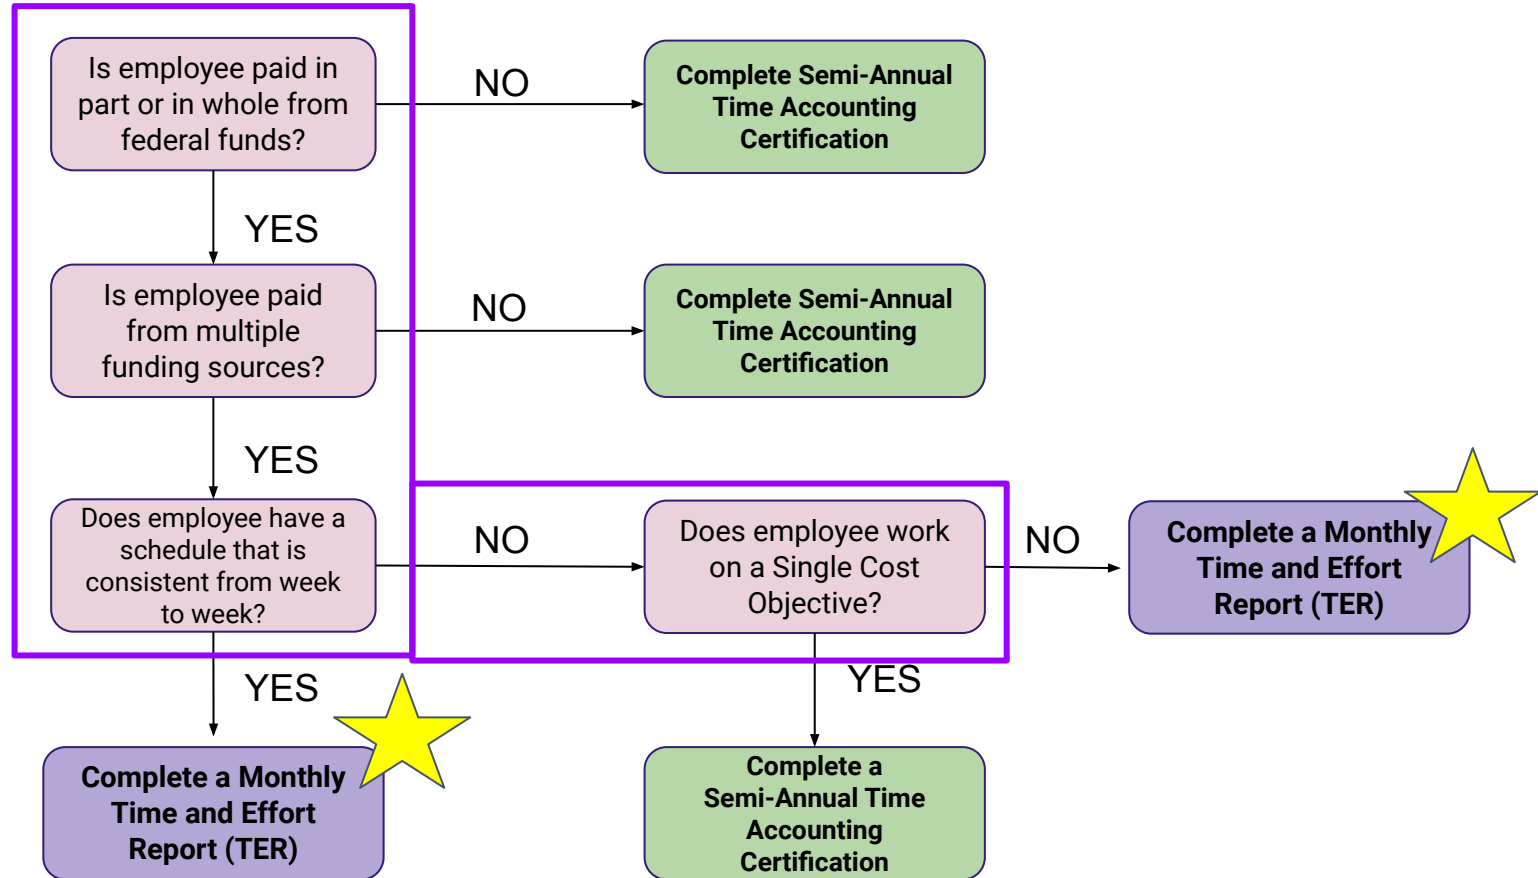 Is employee paid in
part or in whole from
federal funds?
NO
Complete Semi-Annual
Time Accounting
Certification
YES
Is employee paid
from multiple
funding sources?
NO
Complete Semi-Annual
Time Accounting
Certification
YES
Does employee have a
schedule that is
consistent from week
to week?
NO
Does employee work
on a Single Cost
Objective?
NO
Complete a Monthly
Time and Effort
Report (TER)
YES
Complete a Monthly
Time and Effort
Report (TER)
YES
Complete a
Semi-Annual Time
Accounting
Certification